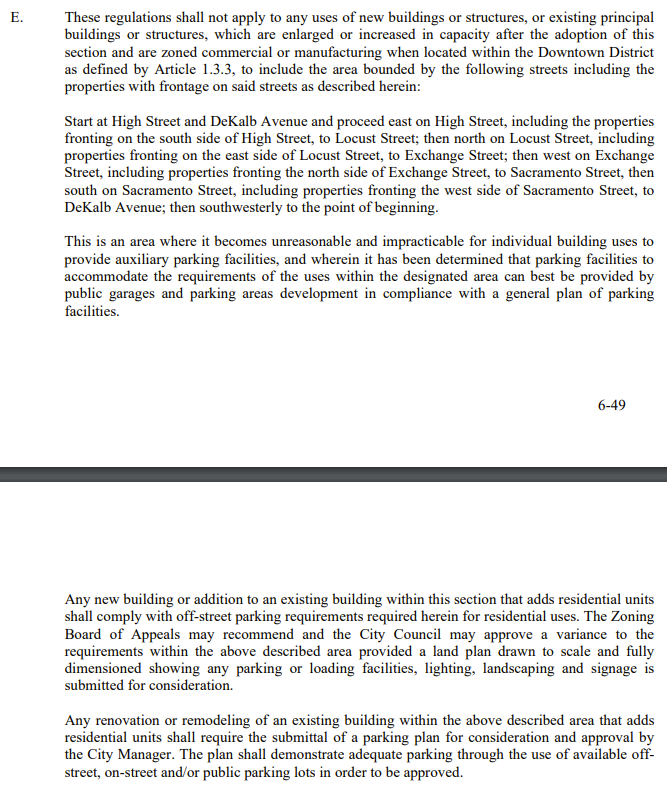 E. These regulations shall not apply to any uses of new buildings or structures, or existing principal
buildings or structures, which are enlarged or increased in capacity after the adoption of this
section and are zoned commercial or manufacturing when located within the Downtown District
as defined by Article 1.3.3, to include the area bounded by the following streets including the
properties with frontage on said streets as described herein:
Start at High Street and DeKalb Avenue and proceed east on High Street, including the properties
fronting on the south side of High Street, to Locust Street; then north on Locust Street, including
properties fronting on the east side of Locust Street, to Exchange Street; then west on Exchange
Street, including properties fronting the north side of Exchange Street, to Sacramento Street, then
south on Sacramento Street, including properties fronting the west side of Sacramento Street, to
DeKalb Avenue; then southwesterly to the point of beginning.
This is an area where it becomes unreasonable and impracticable for individual building uses to
provide auxiliary parking facilities, and wherein it has been determined that parking facilities to
accommodate the requirements of the uses within the designated area can best be provided by
public garages and parking areas development in compliance with a general plan of parking
facilities.
6-49
Any new building or addition to an existing building within this section that adds residential units
shall comply with off-street parking requirements required herein for residential uses. The Zoning
Board of Appeals may recommend and the City Council may approve a variance to the
requirements within the above described area provided a land plan drawn to scale and fully
dimensioned showing any parking or loading facilities, lighting, landscaping and signage is
submitted for consideration.
Any renovation or remodeling of an existing building within the above described area that adds
residential units shall require the submittal of a parking plan for consideration and approval by
the City Manager. The plan shall demonstrate adequate parking through the use of available off-
street, on-street and/or public parking lots in order to be approved.